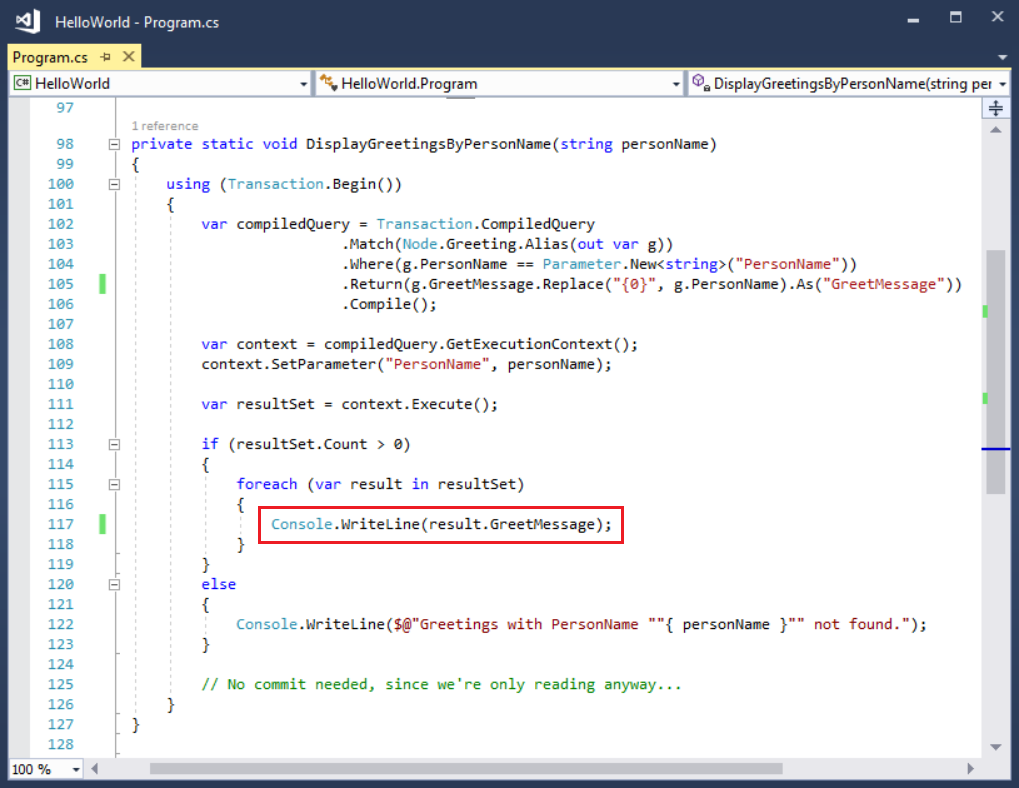 HelloWorld - Program.cs
Program.cs
C# HelloWorld HelloWorld.Program DisplayGreetingsByPersonName(string per
97
1 reference
98 private static void DisplayGreetingsByPersonName(string personName)
99 {
100 using (Transaction.Begin())
101 {
102 var compiledQuery = Transaction.CompiledQuery
103 .Match(Node.Greeting.Alias(out var g))
104 .Where(g.PersonName == Parameter.New<string>("PersonName"))
105 .Return(g.GreetMessage.Replace("{0}", g.PersonName).As("GreetMessage"))
106 .Compile();
107
108 var context = compiledQuery.GetExecutionContext();
109 context.SetParameter("PersonName", personName);
110
111 var resultSet = context.Execute();
112
113 if (resultSet.Count > 0)
114 {
115 foreach (var result in resultSet)
116 {
117 Console.WriteLine(result.GreetMessage);
118 }
119 }
120 else
121 {
122 Console.WriteLine($@"Greetings with PersonName ""{ personName }"" not found.");
123 }
124
125 // No commit needed, since we're only reading anyway...
126 }
127 }
128
100 %